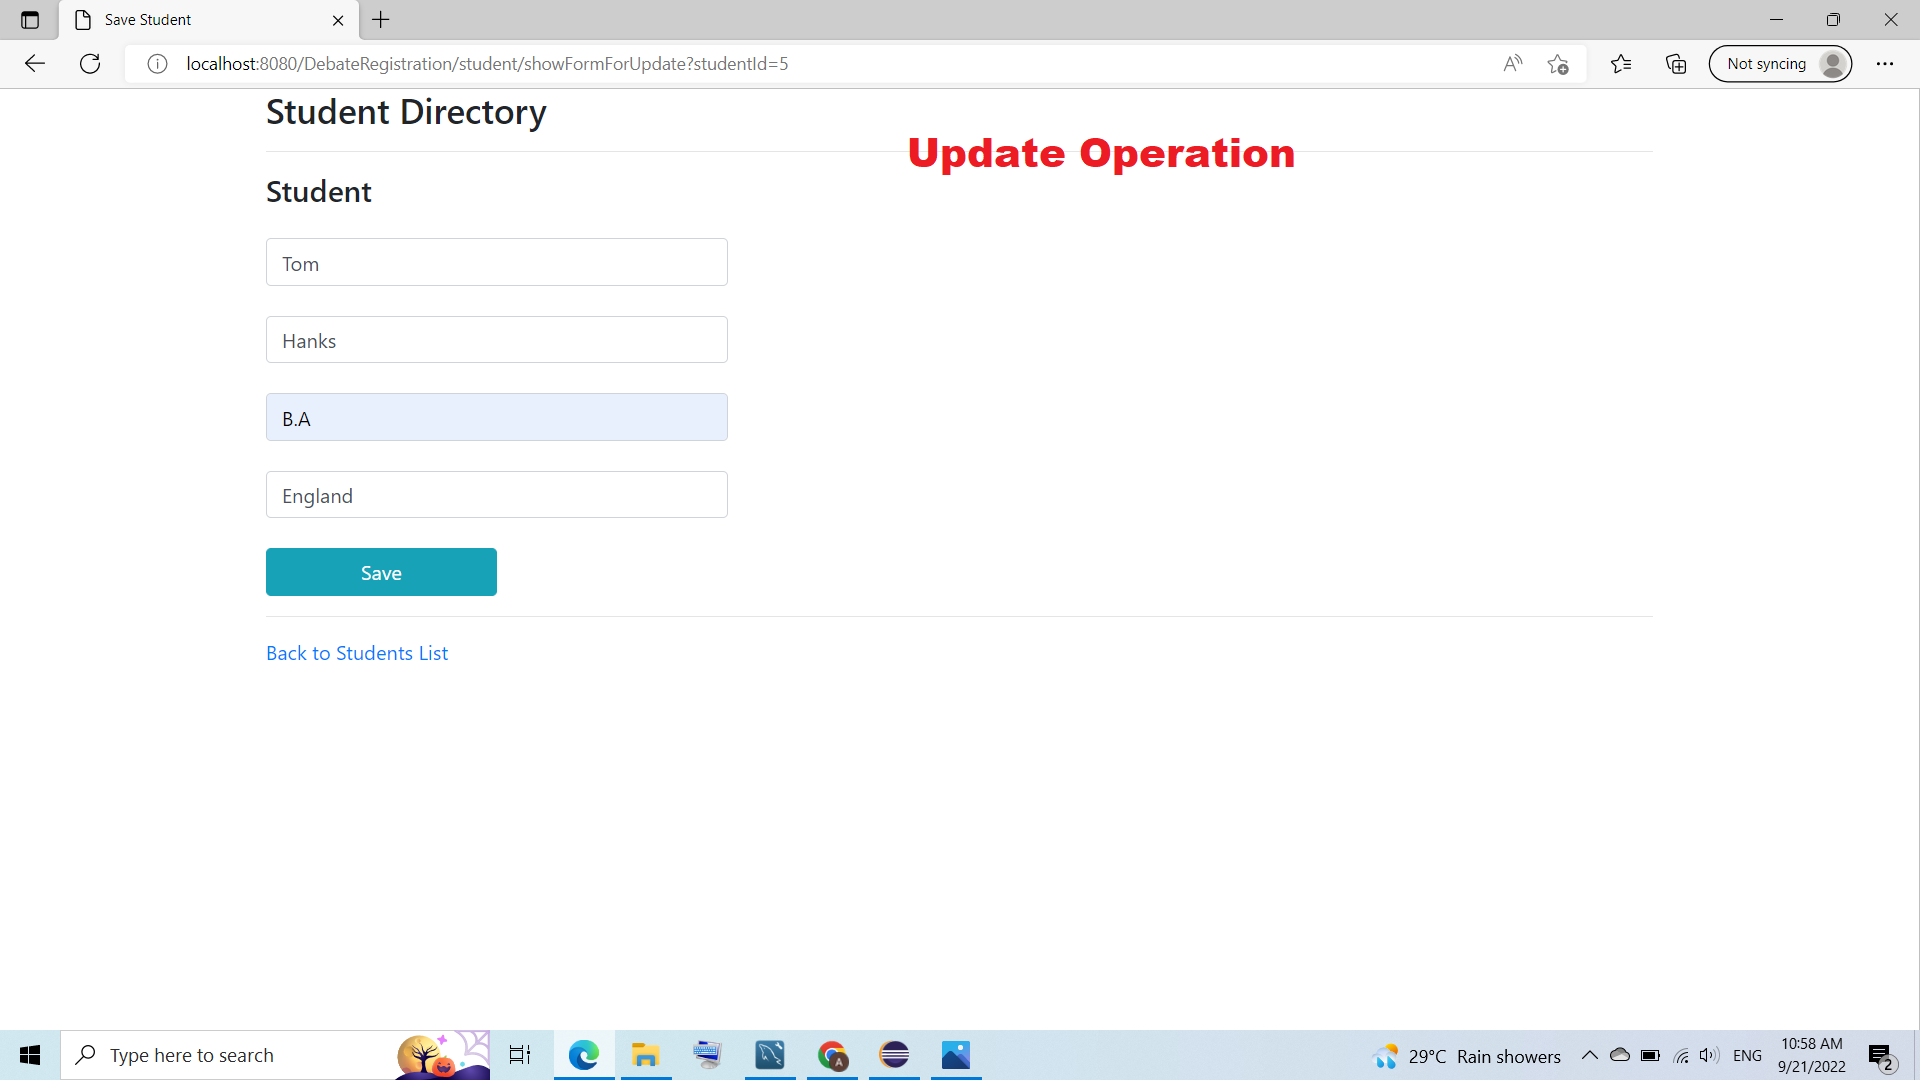 Save Student
localhost:8080/DebateRegistration/student/showFormForUpdate?studentId=5
Not syncing
Student Directory
Update Operation
Student
Tom
Hanks
B.A
England
Save
Back to Students List
Type here to search
A
29°C Rain showers
ENG
10:58 AM
9/21/2022
2